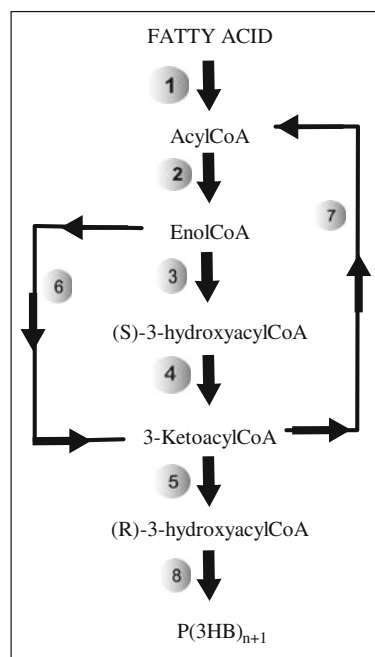 FATTY ACID
1
AcylCoA
2
7
EnolCoA
3
6
(S)-3-hydroxyacylCoA
4
3-KetoacylCoA
5
(R)-3-hydroxyacylCoA
8
P(3HB)n+1